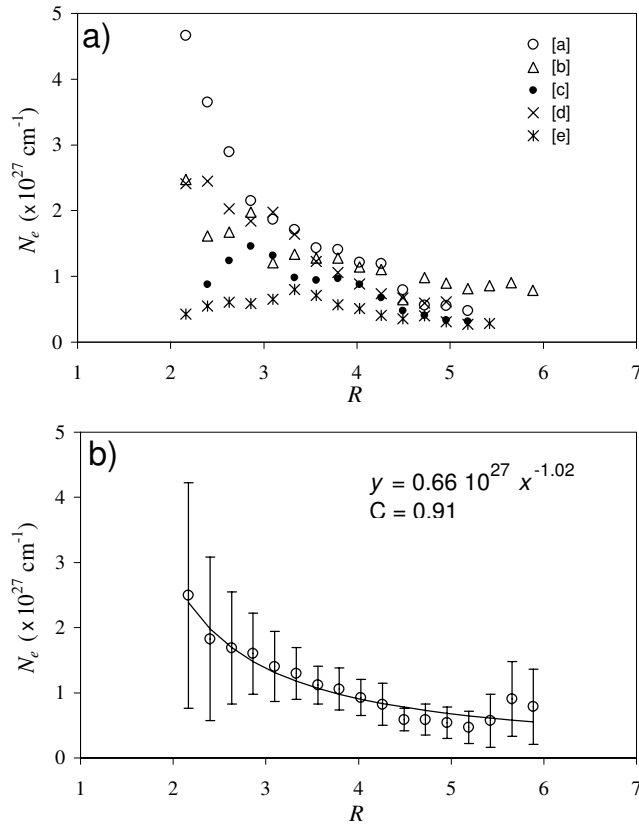 a)
5
4
3
2
1
0
N_e (x 10^27 cm^-1)
1 2 3 4 5 6 7
R
[a]
[b]
[c]
[d]
[e]
b)
y = 0.66 10^27 x^-1.02
C = 0.91
5
4
3
2
1
0
N_e (x 10^27 cm^-1)
1 2 3 4 5 6 7
R